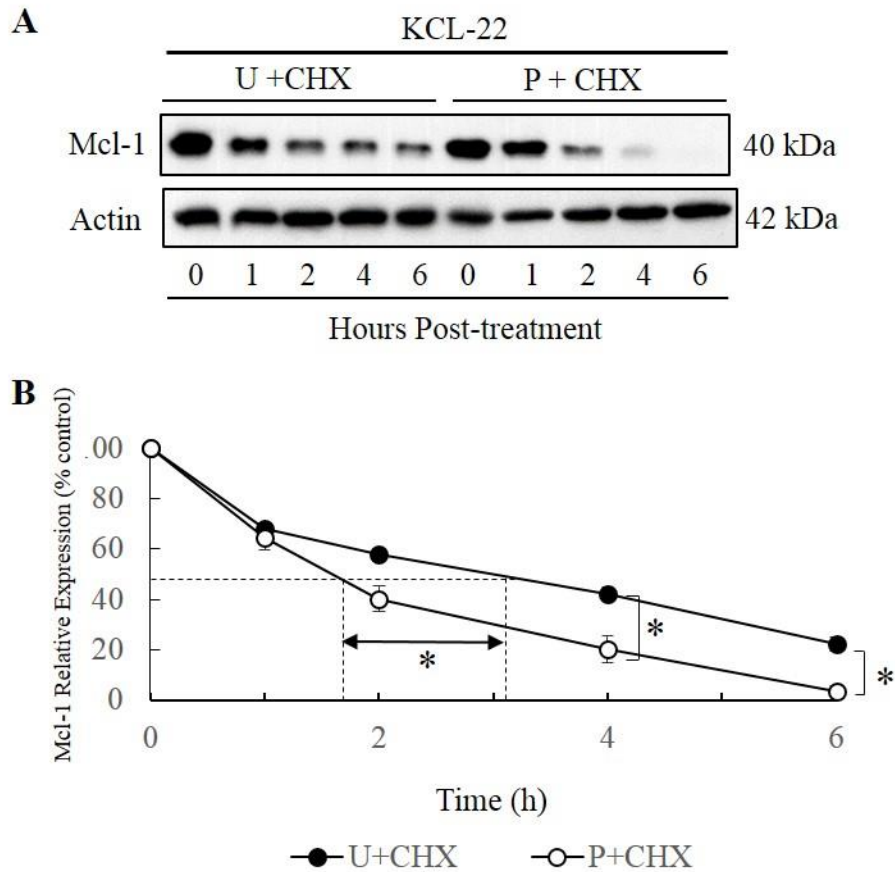 A
KCL-22
U +CHX P + CHX
Mcl-1 40 kDa
Actin 42 kDa
0 1 2 4 6 0 1 2 4 6
Hours Post-treatment
B
Mcl-1 Relative Expression (% control)
.00
80
60
40
20
0
*
*
*
0 2 4 6
Time (h)
U+CHX P+CHX